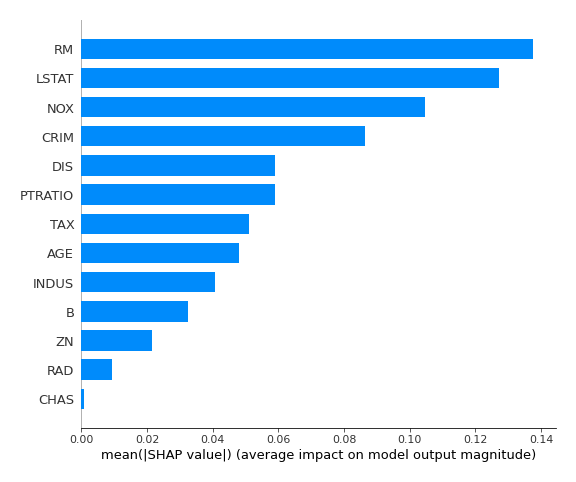 RM
LSTAT
NOX
CRIM
DIS
PTRATIO
TAX
AGE
INDUS
B
ZN
RAD
CHAS
0.00 0.02 0.04 0.06 0.08 0.10 0.12 0.14
mean(|SHAP value|) (average impact on model output magnitude)